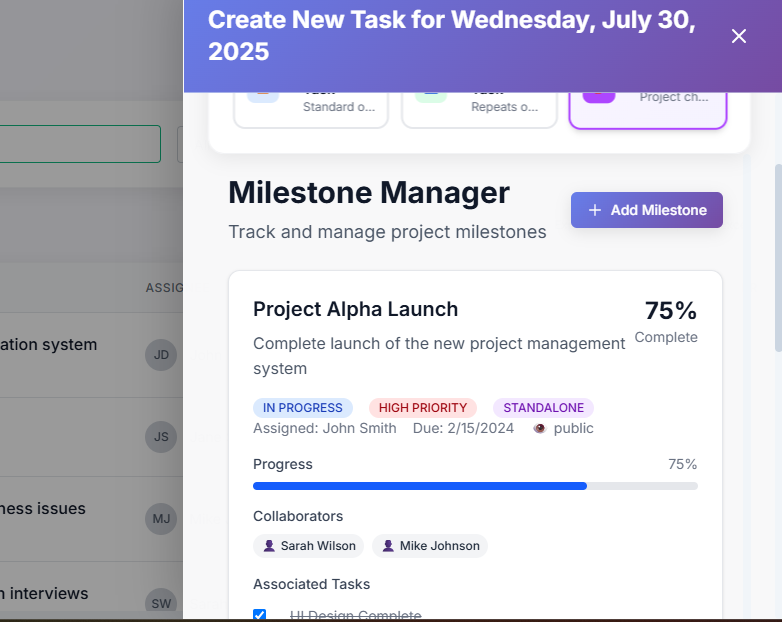 Create New Task for Wednesday, July 30,
2025
Standard o...
Repeats o...
Project ch...
Milestone Manager
Track and manage project milestones
+ Add Milestone
ASSIG
ation system
JD
JS
ness issues
MJ
n interviews
SW
Project Alpha Launch
75%
Complete
Complete launch of the new project management
system
IN PROGRESS HIGH PRIORITY STANDALONE
Assigned: John Smith Due: 2/15/2024 public
Progress 75%
Collaborators
Sarah Wilson Mike Johnson
Associated Tasks
UI Design Complete